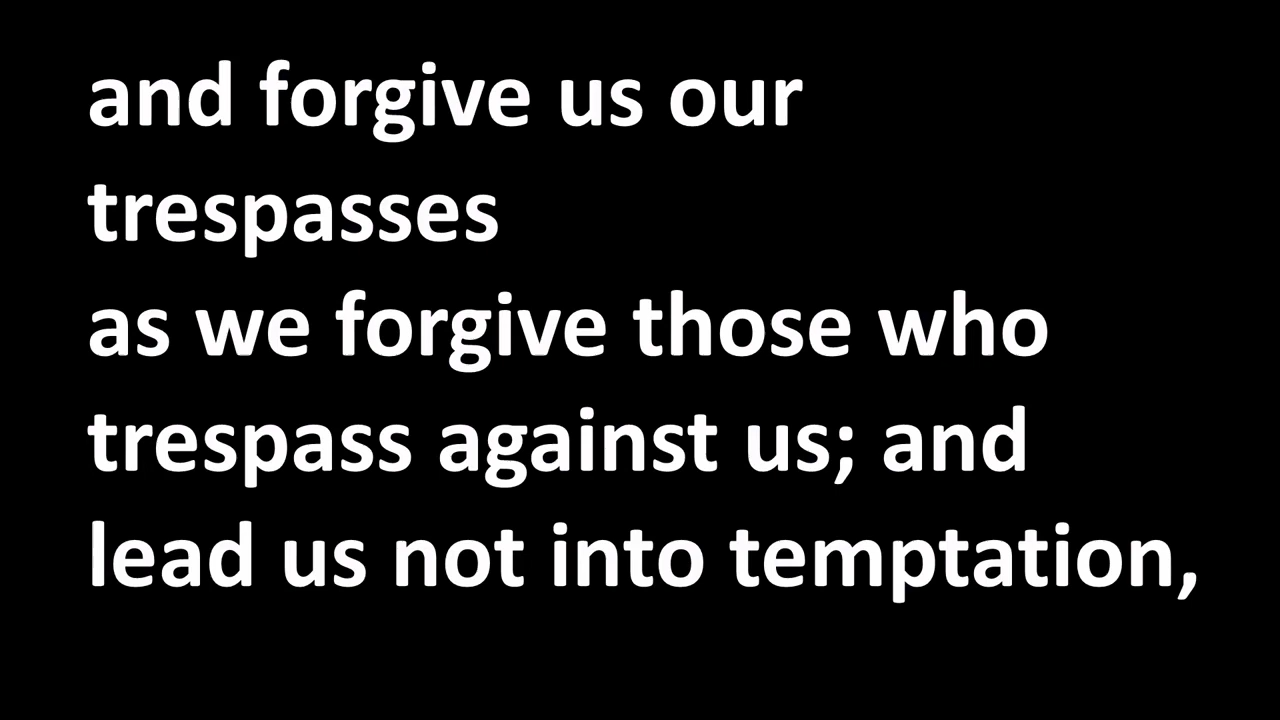 and forgive us our
trespasses
as we forgive those who
trespass against us; and
lead us not into temptation,